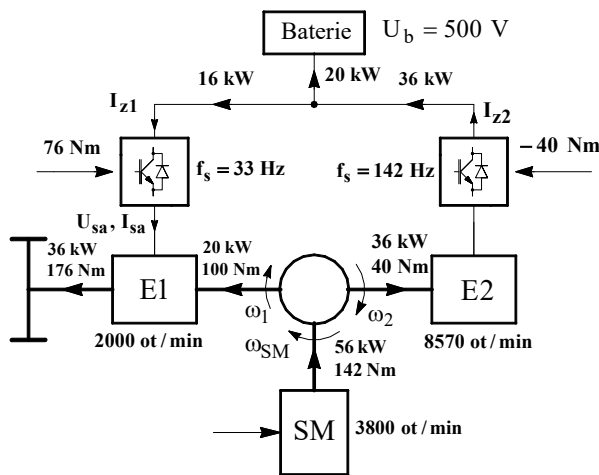 Baterie
U_b = 500 V
16 kW
20 kW
36 kW
I_z1
I_z2
76 Nm
− 40 Nm
f_s = 33 Hz
f_s = 142 Hz
U_sa, I_sa
36 kW
176 Nm
20 kW
100 Nm
36 kW
40 Nm
E1
E2
ω_1
ω_2
2000 ot / min
8570 ot / min
ω_SM
56 kW
142 Nm
SM
3800 ot / min